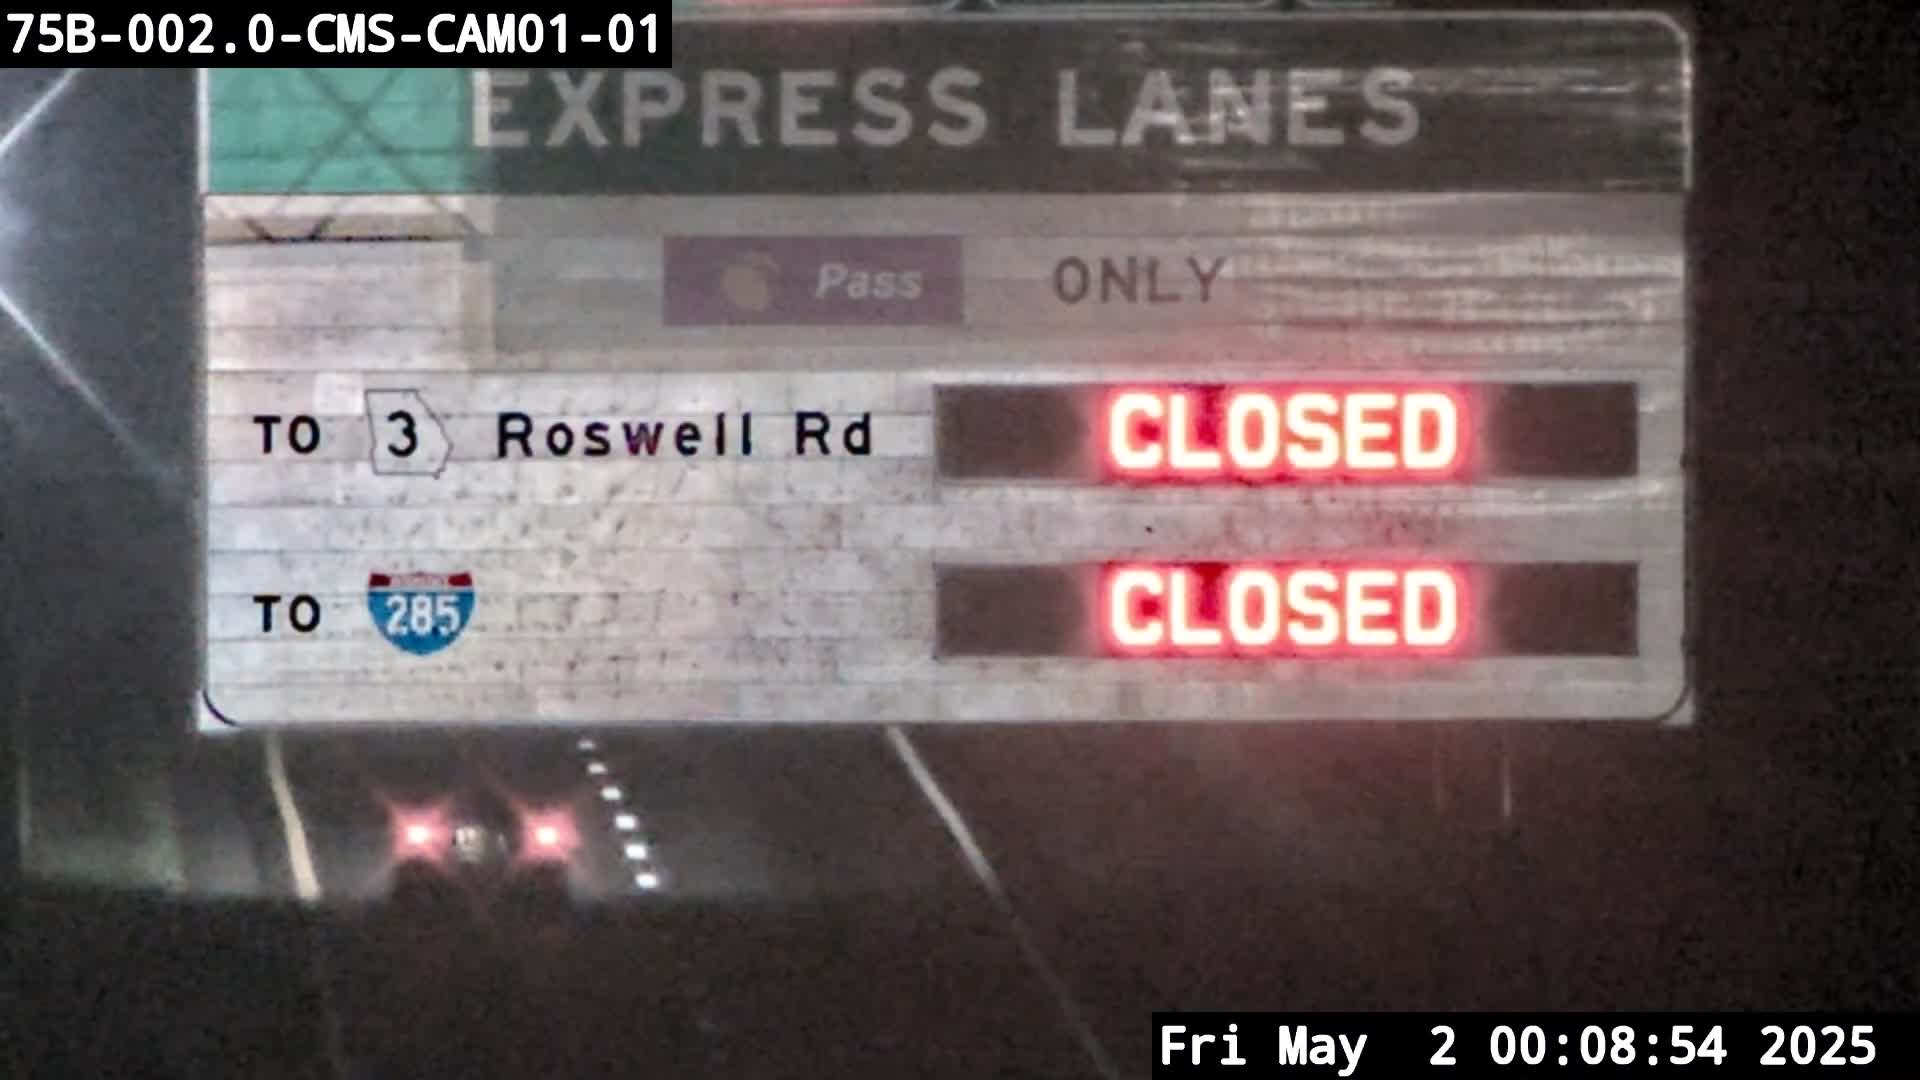 75B-002.0-CMS-CAM01-01
EXPRESS LANES
Pass ONLY
TO 3 Roswell Rd CLOSED
TO 285 CLOSED
Fri May 2 00:08:54 2025